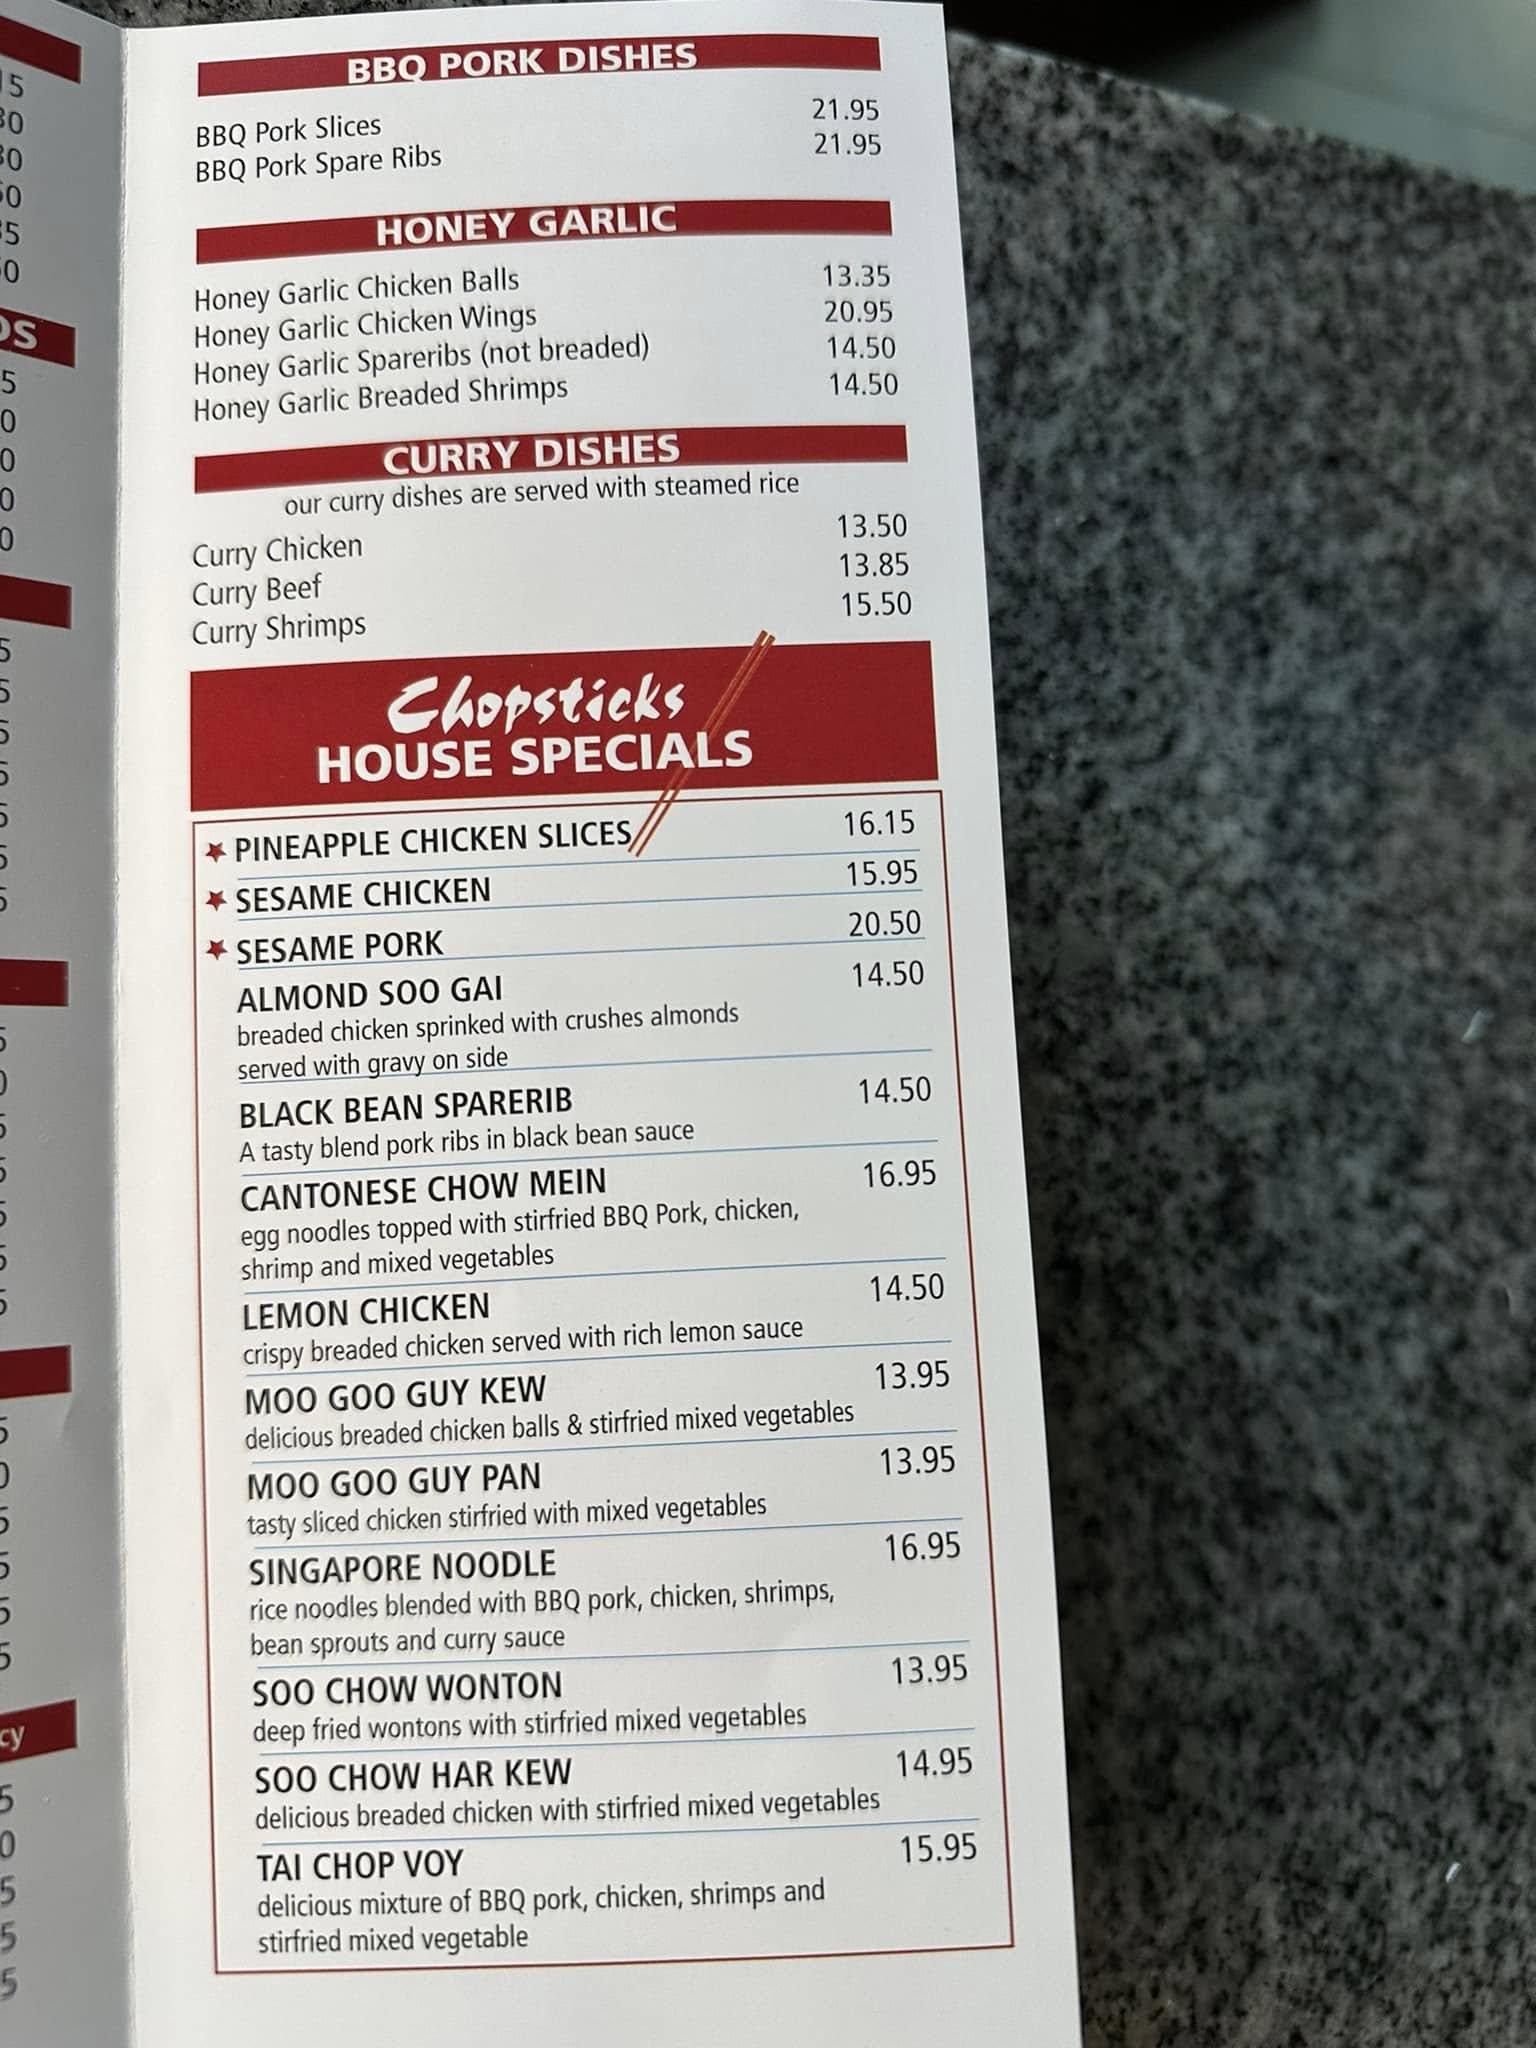 BBQ PORK DISHES
BBQ Pork Slices 21.95
BBQ Pork Spare Ribs 21.95
HONEY GARLIC
Honey Garlic Chicken Balls 13.35
Honey Garlic Chicken Wings 20.95
Honey Garlic Spareribs (not breaded) 14.50
Honey Garlic Breaded Shrimps 14.50
CURRY DISHES
our curry dishes are served with steamed rice
Curry Chicken 13.50
Curry Beef 13.85
Curry Shrimps 15.50
Chopsticks
HOUSE SPECIALS
PINEAPPLE CHICKEN SLICES 16.15
SESAME CHICKEN 15.95
SESAME PORK 20.50
ALMOND SOO GAI 14.50
breaded chicken sprinked with crushes almonds
served with gravy on side
BLACK BEAN SPARERIB 14.50
A tasty blend pork ribs in black bean sauce
CANTONESE CHOW MEIN 16.95
egg noodles topped with stirfried BBQ Pork, chicken,
shrimp and mixed vegetables
LEMON CHICKEN 14.50
crispy breaded chicken served with rich lemon sauce
MOO GOO GUY KEW 13.95
delicious breaded chicken balls & stirfried mixed vegetables
MOO GOO GUY PAN 13.95
tasty sliced chicken stirfried with mixed vegetables
SINGAPORE NOODLE 16.95
rice noodles blended with BBQ pork, chicken, shrimps,
bean sprouts and curry sauce
SOO CHOW WONTON 13.95
deep fried wontons with stirfried mixed vegetables
SOO CHOW HAR KEW 14.95
delicious breaded chicken with stirfried mixed vegetables
TAI CHOP VOY 15.95
delicious mixture of BBQ pork, chicken, shrimps and
stirfried mixed vegetable